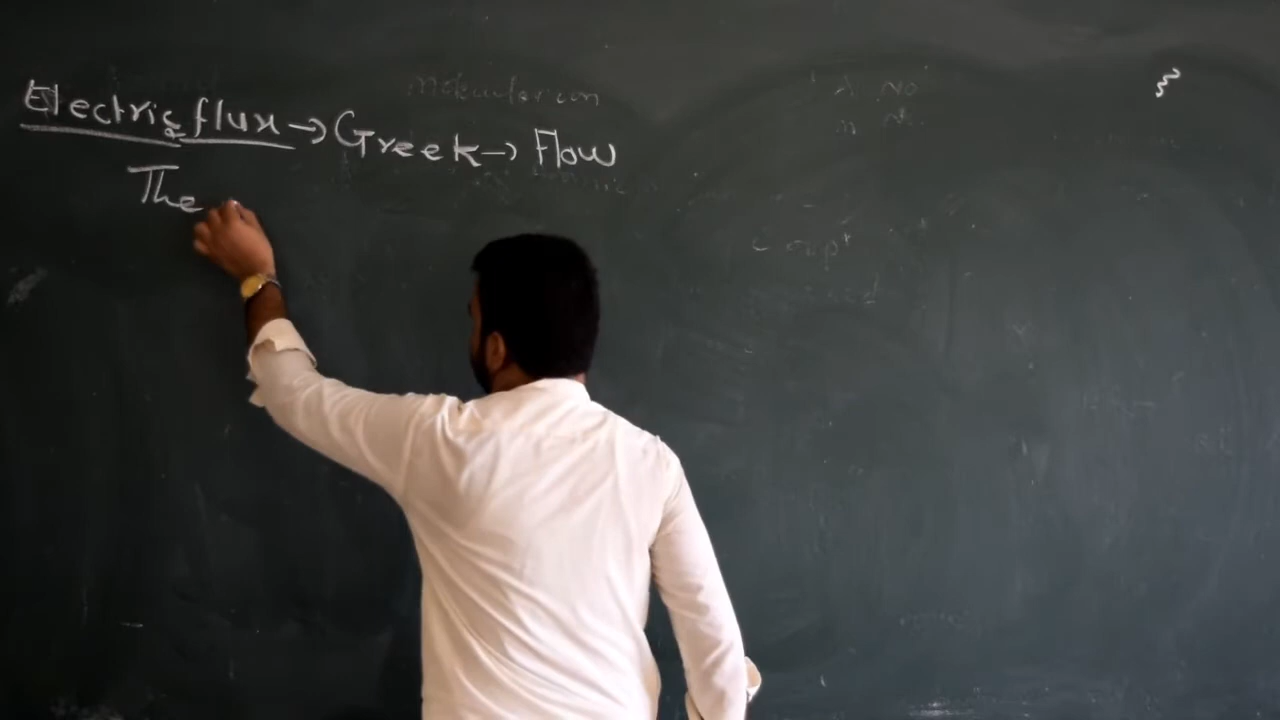 Electric flux → Greek → Flow
The